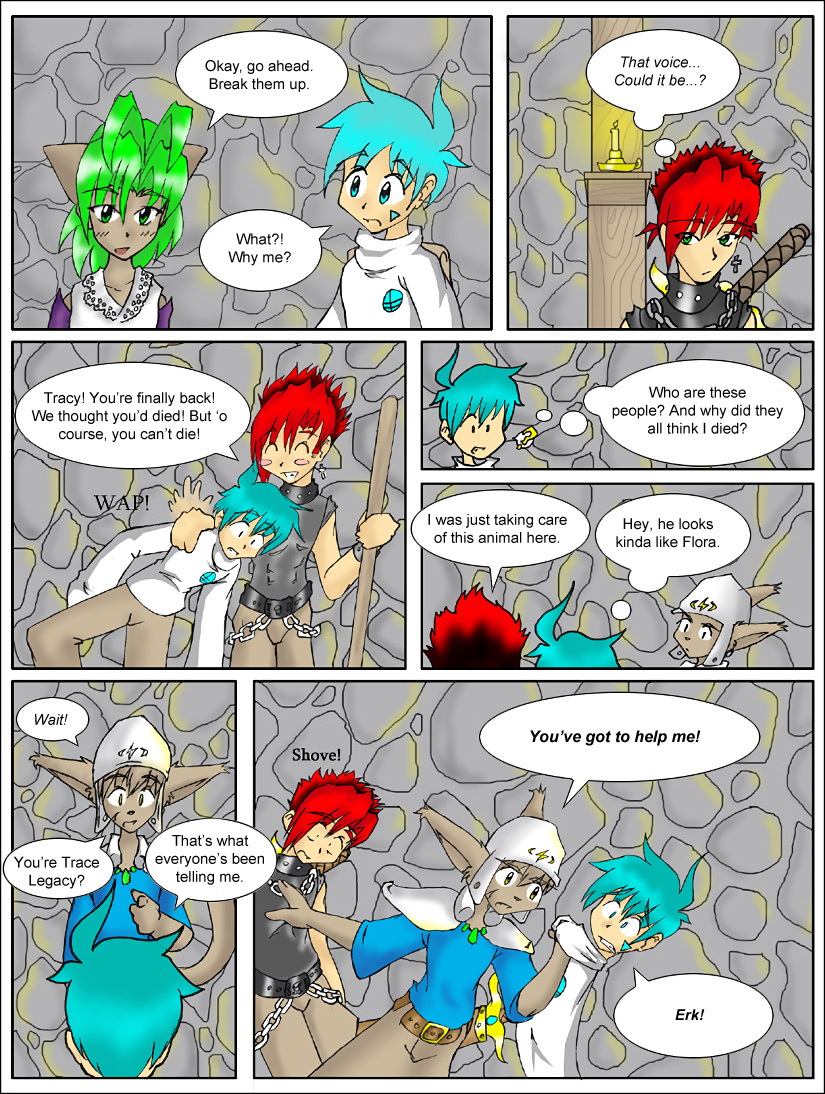 Okay, go ahead.
Break them up.
What?!
Why me?
That voice...
Could it be...?
Tracy! You're finally back!
We thought you'd died! But 'o
course, you can't die!
WAP!
Who are these
people? And why did they
all think I died?
I was just taking care
of this animal here.
Hey, he looks
kinda like Flora.
Wait!
You're Trace
Legacy?
That's what
everyone's been
telling me.
Shove!
You've got to help me!
Erk!